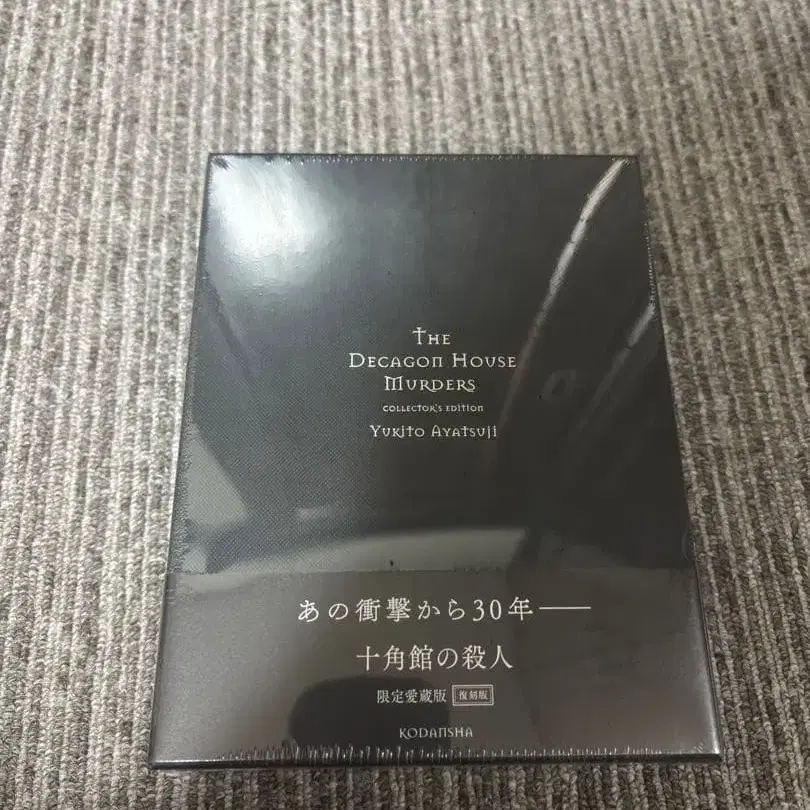 THE
DECAGON HOUSE
MURDERS
COLLECTOR'S EDITION
YUKITO AYATSUJI
あの衝撃から30年——
十角館の殺人
限定愛蔵版 復刻版
KODANSHA